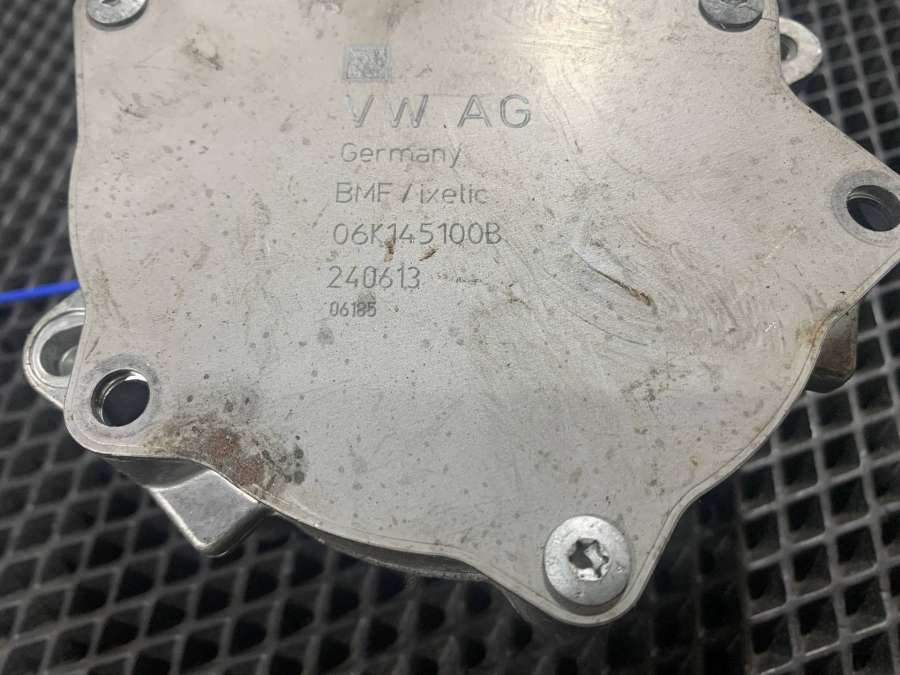 VW AG
Germany
BMF / ixetic
06K145100B
240613
06185